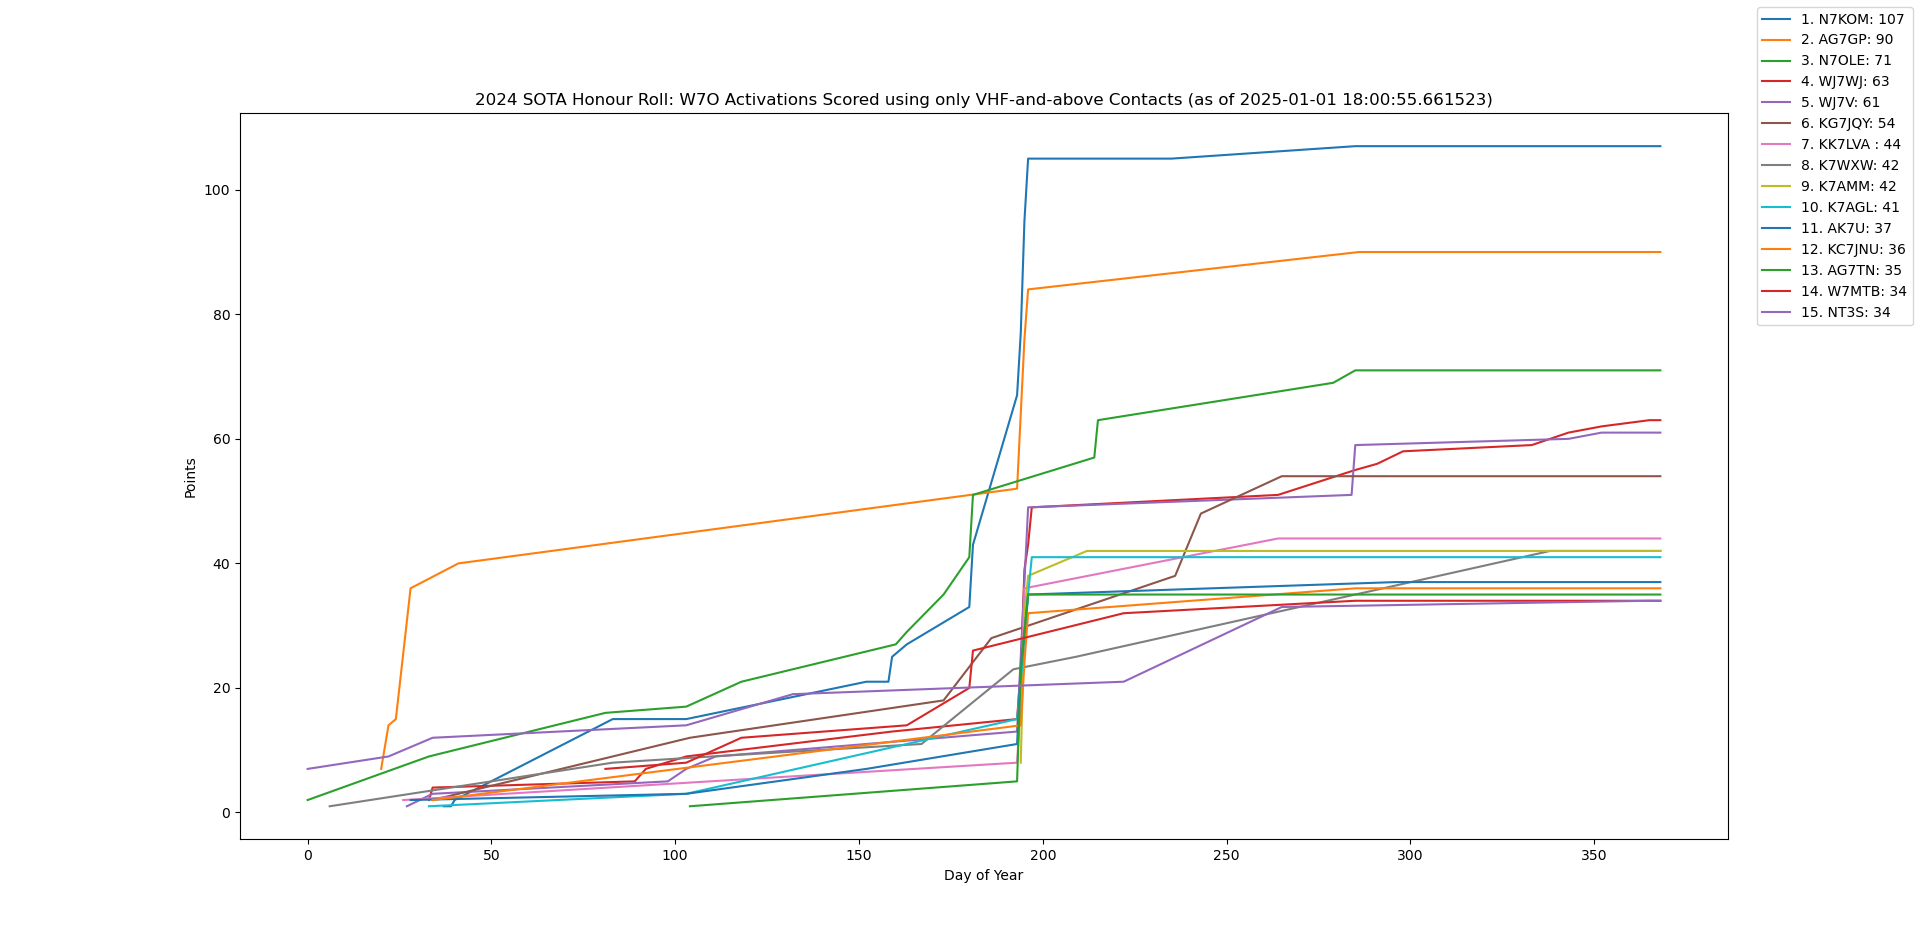 2024 SOTA Honour Roll: W7O Activations Scored using only VHF-and-above Contacts (as of 2025-01-01 18:00:55.661523)
1. N7KOM: 107
2. AG7GP: 90
3. N7OLE: 71
4. WJ7WJ: 63
5. WJ7V: 61
6. KG7JQY: 54
7. KK7LVA : 44
8. K7WXW: 42
9. K7AMM: 42
10. K7AGL: 41
11. AK7U: 37
12. KC7JNU: 36
13. AG7TN: 35
14. W7MTB: 34
15. NT3S: 34
Points
100
80
60
40
20
0
0 50 100 150 200 250 300 350
Day of Year